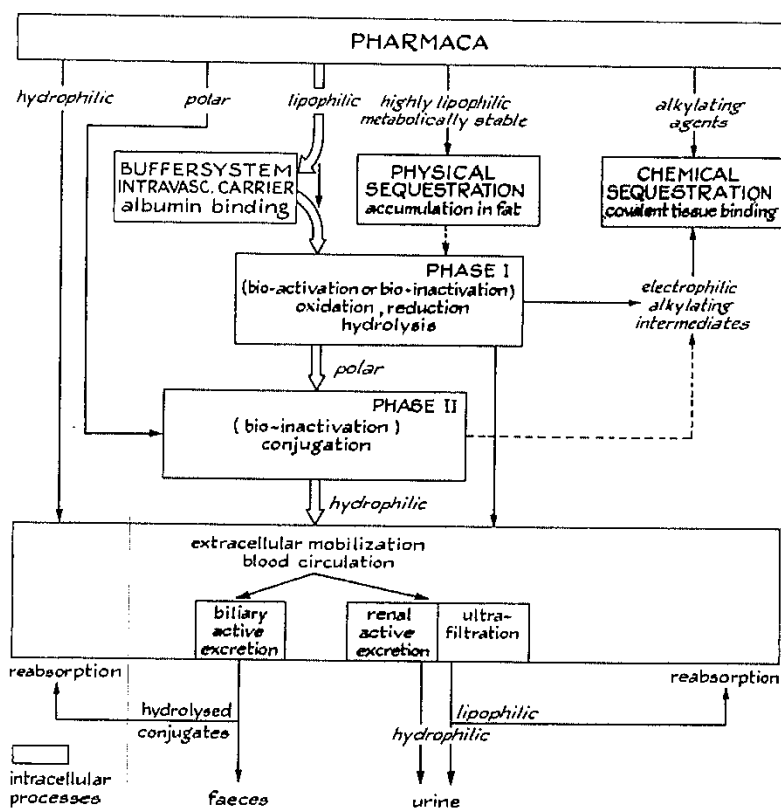 PHARMACA
hydrophilic
polar
lipophilic
highly lipophilic
metabolically stable
alkylating
agents
BUFFERSYSTEM
INTRAVASC. CARRIER
albumin binding
PHYSICAL
SEQUESTRATION
accumulation in fat
CHEMICAL
SEQUESTRATION
covalent tissue binding
PHASE I
(bio-activation or bio-inactivation)
oxidation, reduction
hydrolysis
electrophilic
alkylating
intermediates
polar
PHASE II
(bio-inactivation)
conjugation
hydrophilic
extracellular mobilization
blood circulation
biliary
active
excretion
renal
active
excretion
ultra-
filtration
reabsorption
reabsorption
hydrolysed
conjugates
lipophilic
hydrophilic
intracellular
processes
faeces
urine